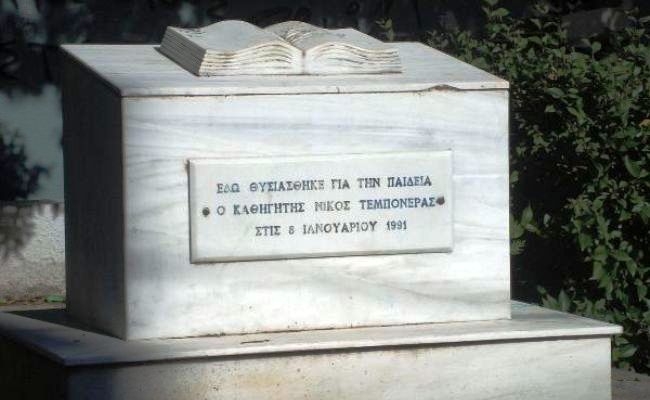 ΕΔΩ ΘΥΣΙΑΣΘΗΚΕ ΓΙΑ ΤΗΝ ΠΑΙΔΕΙΑ
Ο ΚΑΘΗΓΗΤΗΣ ΝΙΚΟΣ ΤΕΜΠΟΝΕΡΑΣ
ΣΤΙΣ 8 ΙΑΝΟΥΑΡΙΟΥ 1991